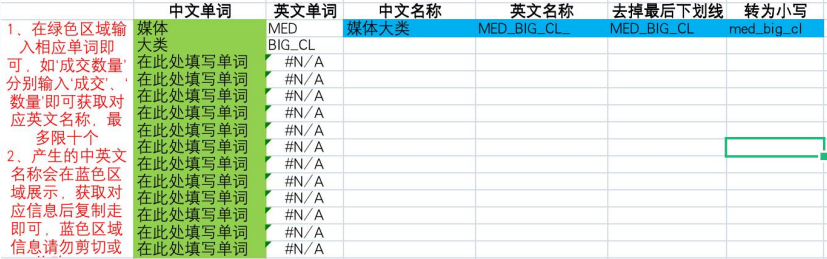 中文单词 英文单词 中文名称 英文名称 去掉最后下划线 转为小写
媒体 MED 媒体大类 MED_BIG_CL_ MED_BIG_CL med_big_cl
大类 BIG_CL
在此处填写单词 #N/A
在此处填写单词 #N/A
在此处填写单词 #N/A
在此处填写单词 #N/A
在此处填写单词 #N/A
在此处填写单词 #N/A
在此处填写单词 #N/A
在此处填写单词 #N/A
在此处填写单词 #N/A
在此处填写单词 #N/A
在此处填写单词 #N/A
在此处填写单词 #N/A
1、在绿色区域输
入相应单词即
可，如‘成交数量’
分别输入‘成交’、‘
数量’即可获取对
应英文名称，最
多限十个
2、产生的中英文
名称会在蓝色区
域展示，获取对
应信息后复制走
即可，蓝色区域
信息请勿剪切或